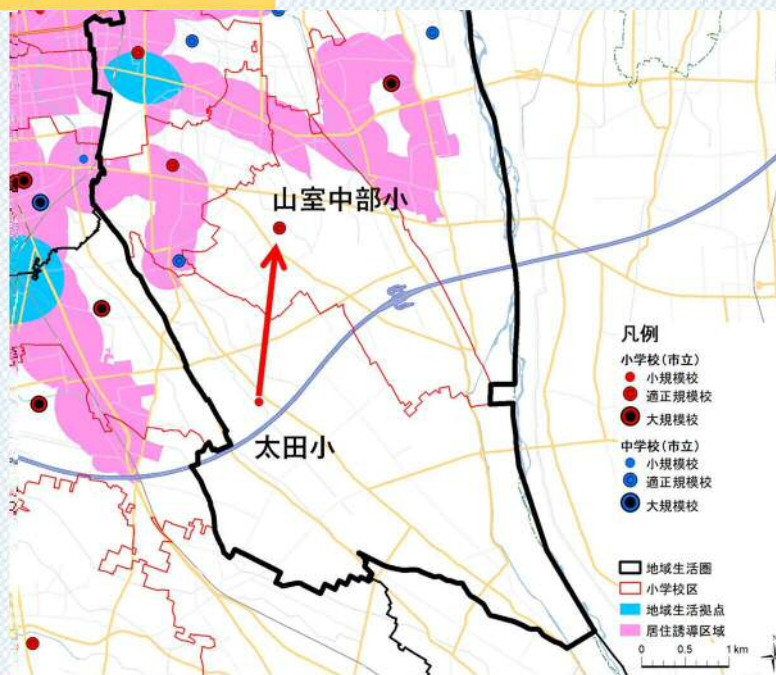 山室中部小
太田小
凡例
小学校(市立)
小規模校
適正規模校
大規模校
中学校(市立)
小規模校
適正規模校
大規模校
地域生活圏
小学校区
地域生活拠点
居住誘導区域
0 0.5 1 km
N